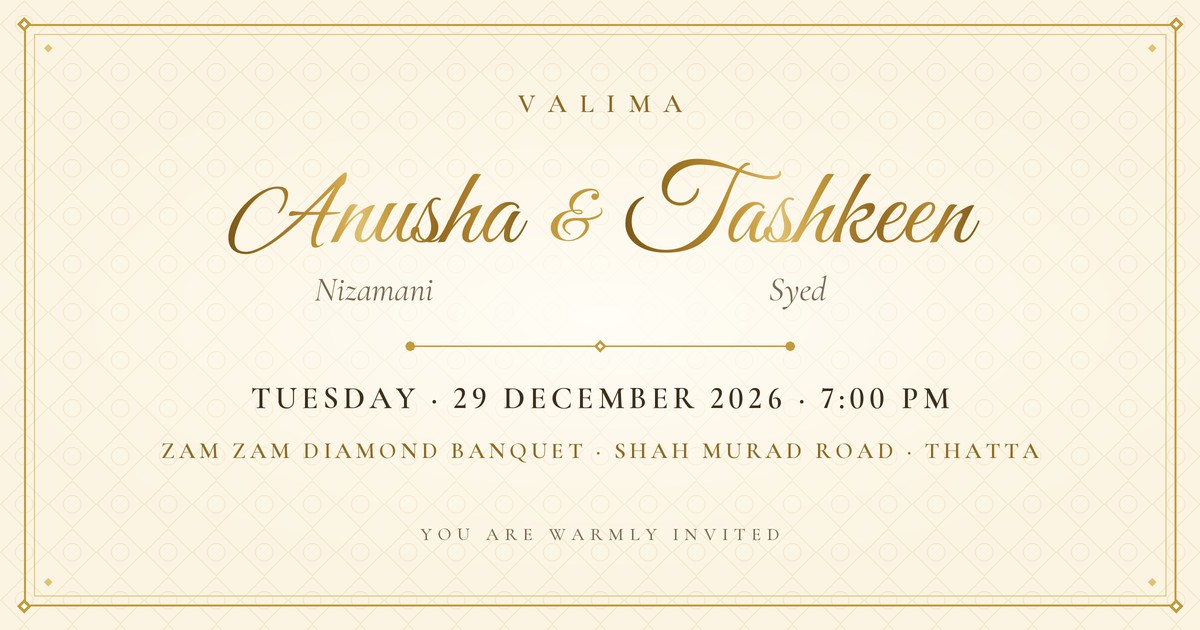 VALIMA
Anusha & Tashkeen
Nizamani Syed
TUESDAY · 29 DECEMBER 2026 · 7:00 PM
ZAM ZAM DIAMOND BANQUET · SHAH MURAD ROAD · THATTA
YOU ARE WARMLY INVITED